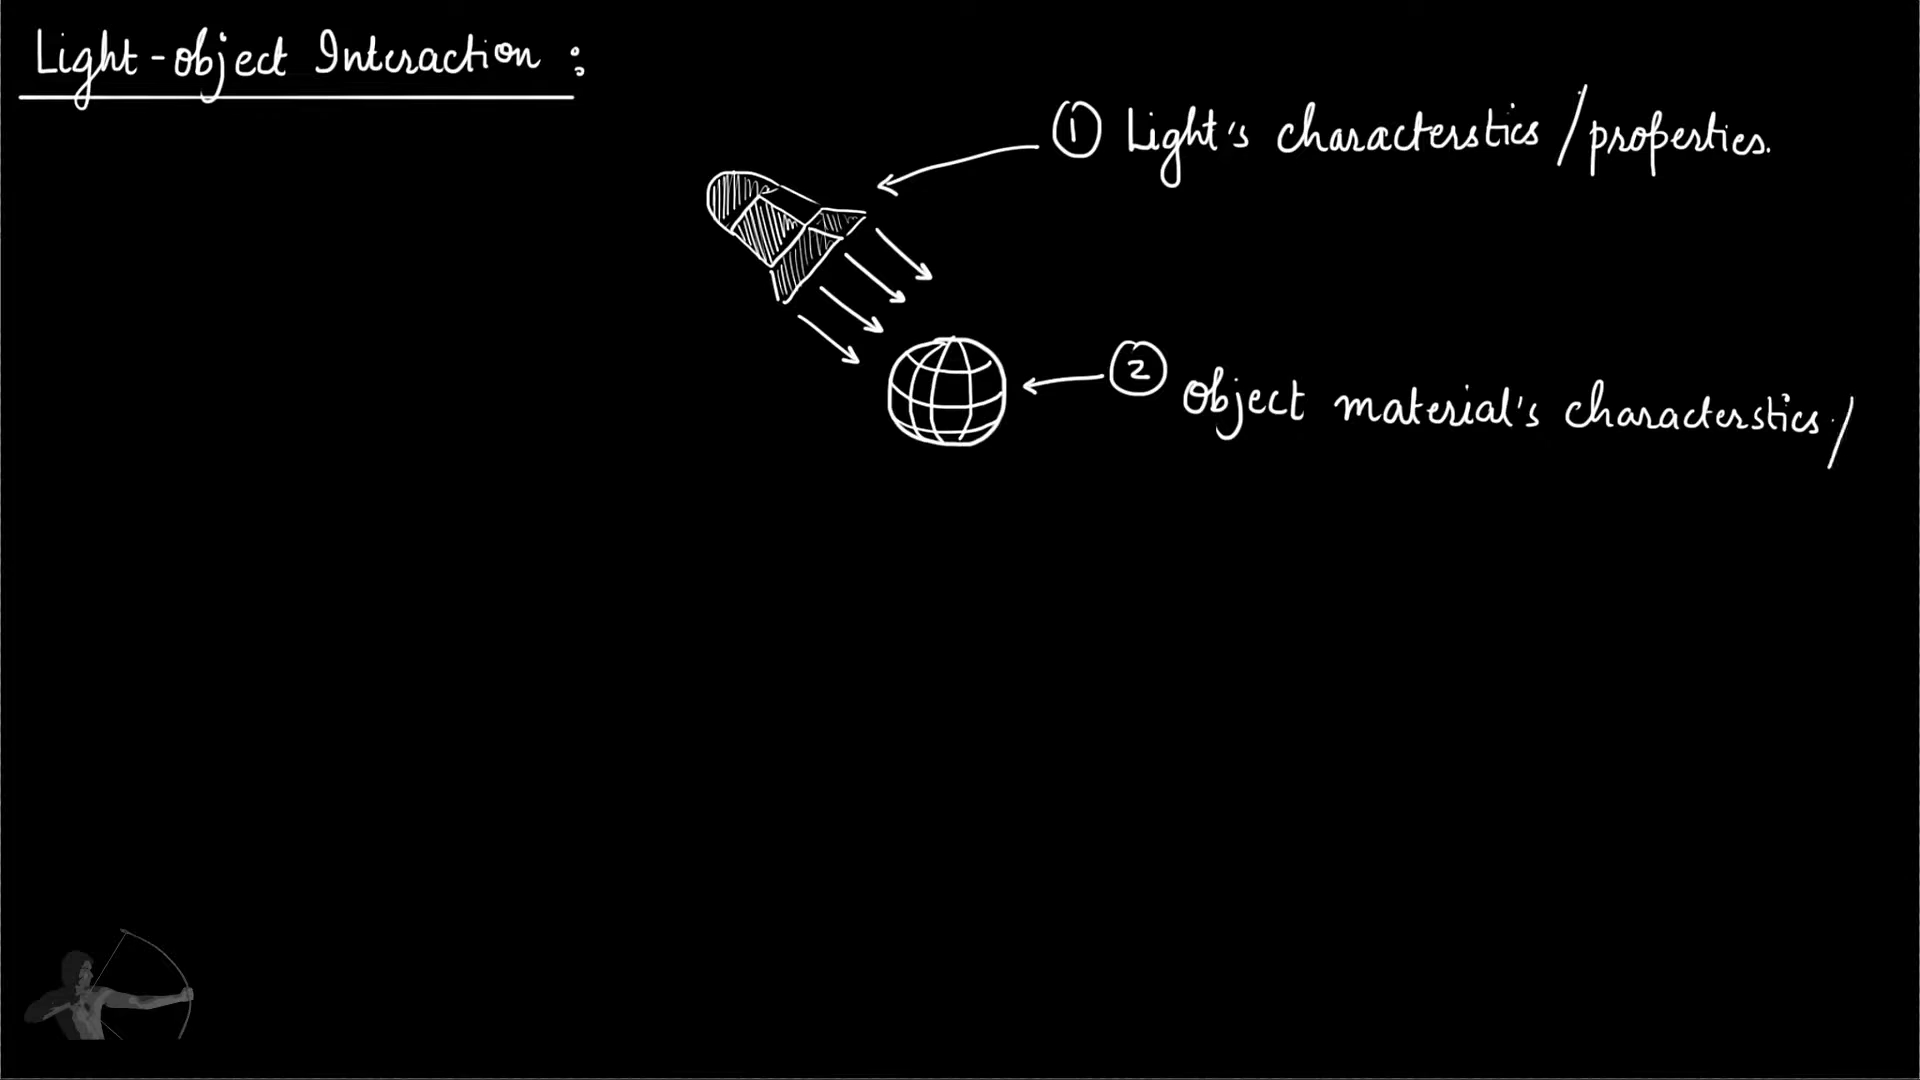 Light-object Interaction :
① Light's characterstics / properties.
② Object material's characterstics /